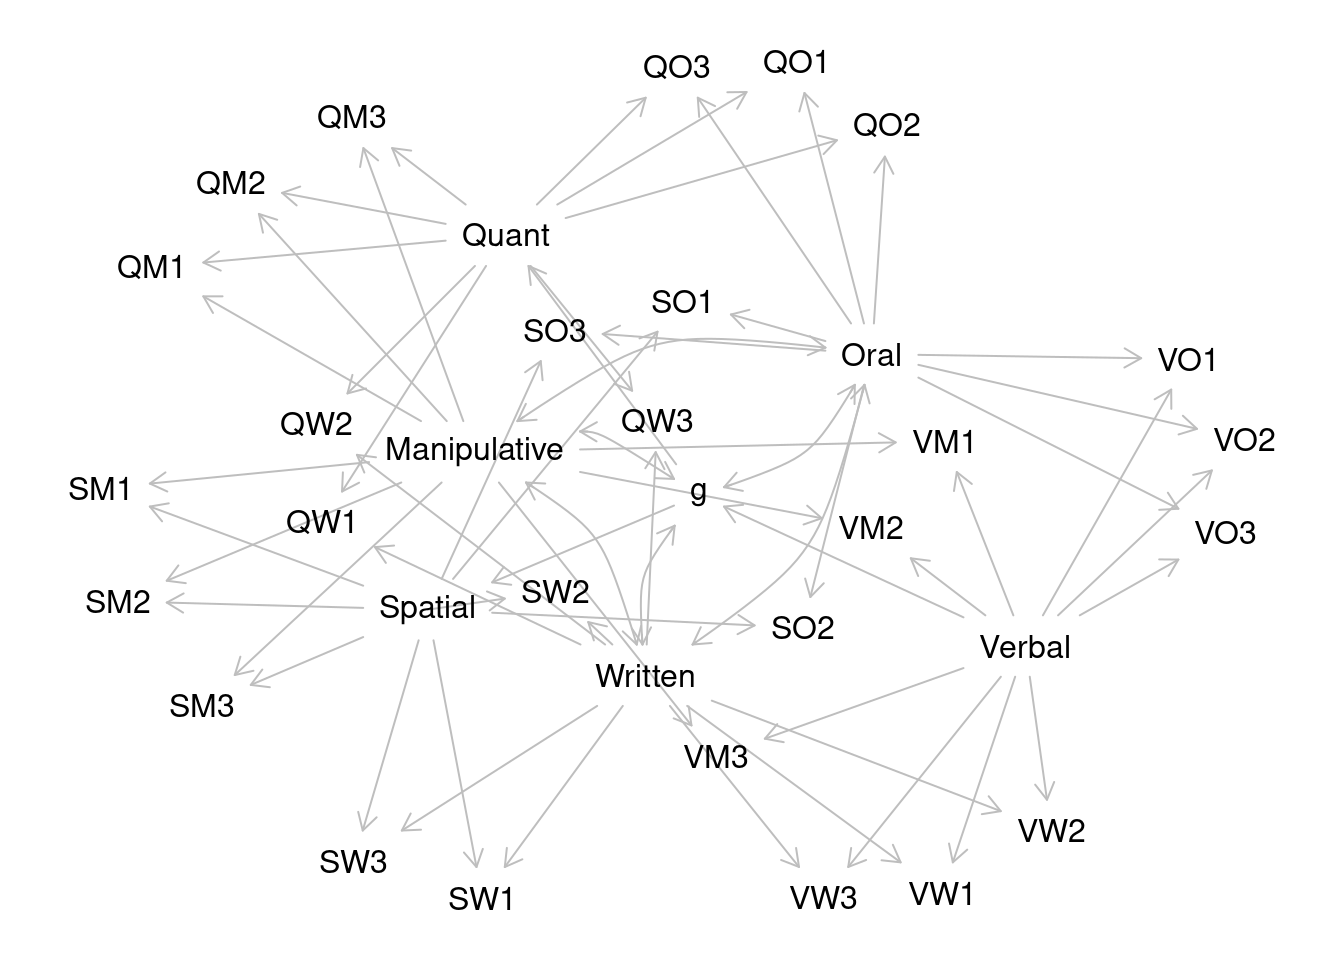 QO1
QO3
QM3
QO2
QM2
Quant
QM1
SO1
SO3
Oral
VO1
QW3
QW2
VO2
VM1
Manipulative
SM1
g
QW1
VM2
VO3
SW2
SM2
Spatial
SO2
Verbal
Written
SM3
VM3
VW2
SW3
VW1
VW3
SW1